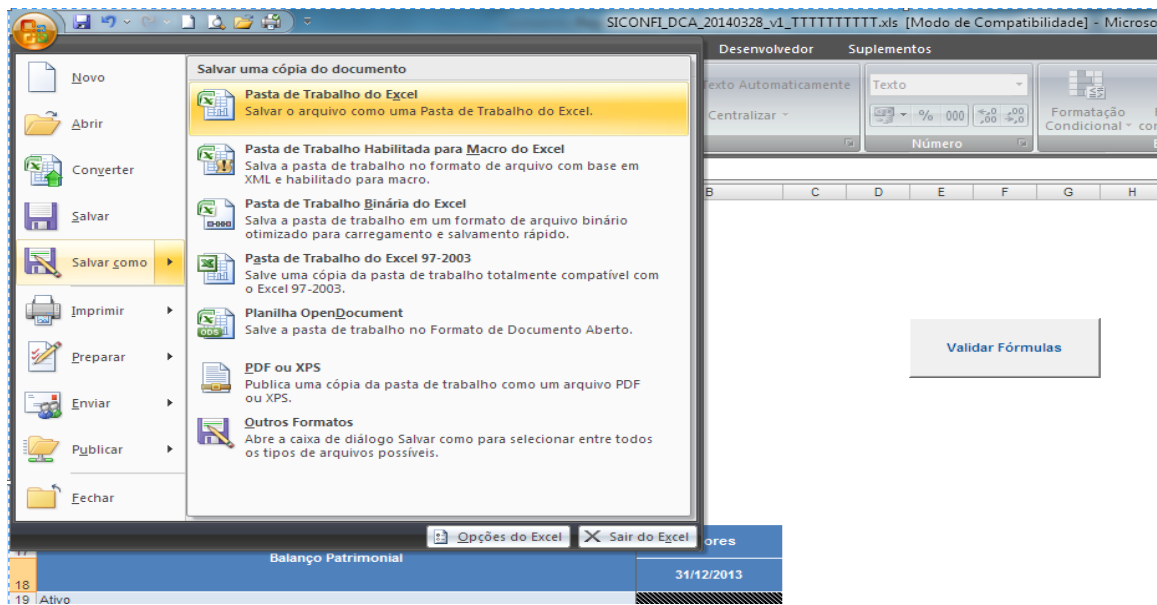 SICONFI_DCA_20140328_v1_TTTTTTTTTT.xls [Modo de Compatibilidade] - Microso
Desenvolvedor Suplementos
Novo
Abrir
Converter
Salvar
Salvar como
Imprimir
Preparar
Enviar
Publicar
Fechar
Salvar uma cópia do documento
Pasta de Trabalho do Excel
Salvar o arquivo como uma Pasta de Trabalho do Excel.
Pasta de Trabalho Habilitada para Macro do Excel
Salva a pasta de trabalho no formato de arquivo com base em
XML e habilitado para macro.
Pasta de Trabalho Binária do Excel
Salva a pasta de trabalho em um formato de arquivo binário
otimizado para carregamento e salvamento rápido.
Pasta de Trabalho do Excel 97-2003
Salve uma cópia da pasta de trabalho totalmente compatível com
o Excel 97-2003.
Planilha OpenDocument
Salve a pasta de trabalho no Formato de Documento Aberto.
PDF ou XPS
Publica uma cópia da pasta de trabalho como um arquivo PDF
ou XPS.
Outros Formatos
Abre a caixa de diálogo Salvar como para selecionar entre todos
os tipos de arquivos possíveis.
Opções do Excel Sair do Excel
Texto Automaticamente Texto
Centralizar % 000
Formatação
Condicional
Número
B C D E F G H
Validar Fórmulas
17 Balanço Patrimonial ores
18 31/12/2013
19 Ativo